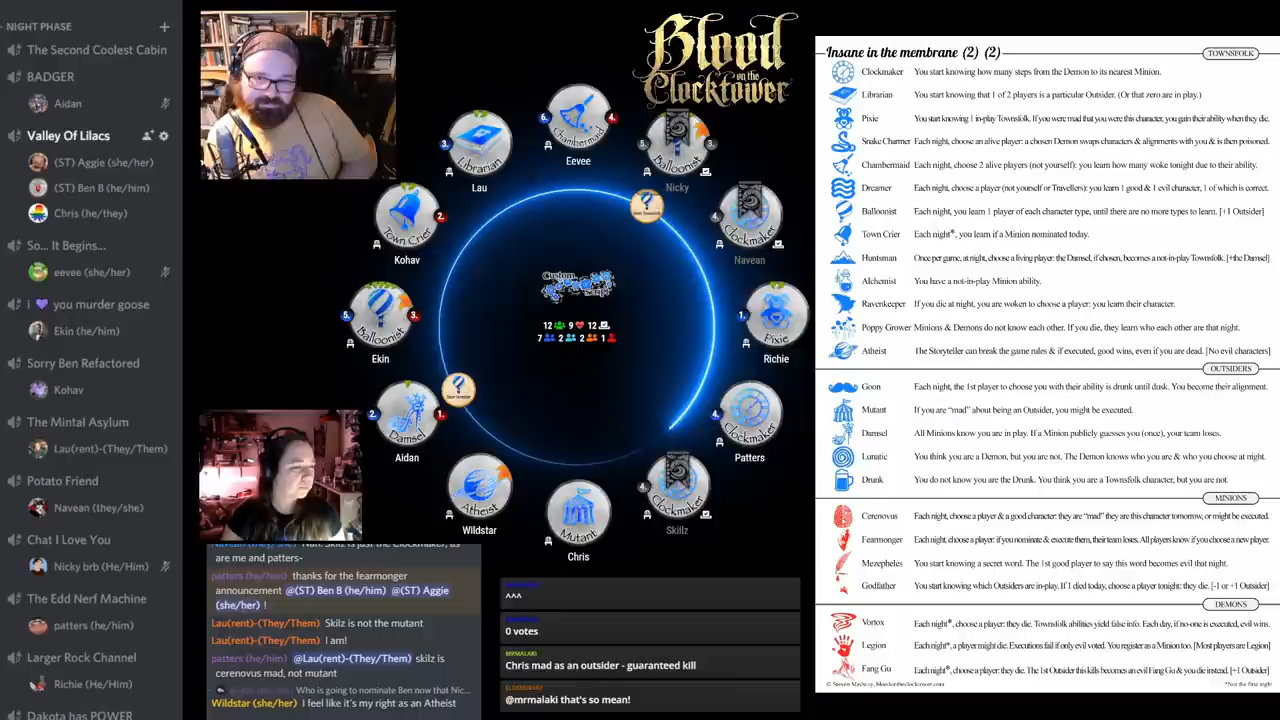 NIGHT PHASE
The Second Coolest Cabin
BADGER
Aidan
Valley Of Lilacs
(ST) Aggie (she/her)
(ST) Ben B (he/him)
Chris (he/they)
So... It Begins...
eevee (she/her)
you murder goose
Ekin (he/him)
Sorry Ben Refactored
Kohav
The Mintal Asylum
Lau(rent)-(They/Them)
Potato Friend
Navean (they/she)
Chat I Love You
Nicky brb (He/Him)
The Edd Nerf Machine
patters (he/him)
Larger Rock Channel
Richie (He/Him)
Dakota has POWER
Blood
on the
Clocktower
Librarian
Lau
3.
Chambermaid
Eevee
6.
4.
Balloonist
Nicky
5.
3.
Clockmaker
Navean
4.
Pixie
Richie
1.
Clockmaker
Patters
4.
Clockmaker
Skillz
4.
Mutant
Chris
Atheist
Wildstar
Damsel
Aidan
2.
1.
Balloonist
Ekin
5.
3.
Town Crier
Kohav
2.
Custom
Script
12 9 12
7 2 2 1
are me and patters-
patters (he/him) thanks for the fearmonger
announcement @(ST) Ben B (he/him) @(ST) Aggie
(she/her) !
Lau(rent)-(They/Them) Skilz is not the mutant
Lau(rent)-(They/Them) I am!
patters (he/him) @Lau(rent)-(They/Them) skilz is
cerenovus mad, not mutant
Who is going to nominate Ben now that Nic...
Wildstar (she/her) I feel like it's my right as an Atheist
^^^
0 votes
MRMALAKI
Chris mad as an outsider - guaranteed kill
@mrmalaki that's so mean!
Insane in the membrane (2) (2)
TOWNSFOLK
Clockmaker You start knowing how many steps from the Demon to its nearest Minion.
Librarian You start knowing that 1 of 2 players is a particular Outsider. (Or that zero are in play.)
Pixie You start knowing 1 in-play Townsfolk. If you were mad that you were this character, you gain their ability when they die.
Snake Charmer Each night, choose an alive player: a chosen Demon swaps characters & alignments with you & is then poisoned.
Chambermaid Each night, choose 2 alive players (not yourself): you learn how many woke tonight due to their ability.
Dreamer Each night, choose a player (not yourself or Travellers): you learn 1 good & 1 evil character, 1 of which is correct.
Balloonist Each night, you learn 1 player of each character type, until there are no more types to learn. [+1 Outsider]
Town Crier Each night*, you learn if a Minion nominated today.
Huntsman Once per game, at night, choose a living player: the Damsel, if chosen, becomes a not-in-play Townsfolk. [+the Damsel]
Alchemist You have a not-in-play Minion ability.
Ravenkeeper If you die at night, you are woken to choose a player: you learn their character.
Poppy Grower Minions & Demons do not know each other. If you die, they learn who each other are that night.
Atheist The Storyteller can break the game rules & if executed, good wins, even if you are dead. [No evil characters]
OUTSIDERS
Goon Each night, the 1st player to choose you with their ability is drunk until dusk. You become their alignment.
Mutant If you are "mad" about being an Outsider, you might be executed.
Damsel All Minions know you are in play. If a Minion publicly guesses you (once), your team loses.
Lunatic You think you are a Demon, but you are not. The Demon knows who you are & who you choose at night.
Drunk You do not know you are the Drunk. You think you are a Townsfolk character, but you are not.
MINIONS
Cerenovus Each night, choose a player & a good character: they are "mad" they are this character tomorrow, or might be executed.
Fearmonger Each night, choose a player: if you nominate & execute them, their team loses. All players know if you choose a new player.
Mezepheles You start knowing a secret word. The 1st good player to say this word becomes evil that night.
Godfather You start knowing which Outsiders are in-play. If 1 died today, choose a player tonight: they die. [-1 or +1 Outsider]
DEMONS
Vortox Each night*, choose a player: they die. Townsfolk abilities yield false info. Each day, if no-one is executed, evil wins.
Legion Each night*, a player might die. Executions fail if only evil voted. You register as a Minion too. [Most players are Legion]
Fang Gu Each night*, choose a player: they die. The 1st Outsider this kills becomes an evil Fang Gu & you die instead. [+1 Outsider]
© Steven Medway, bloodontheclocktower.com
*Not the first night